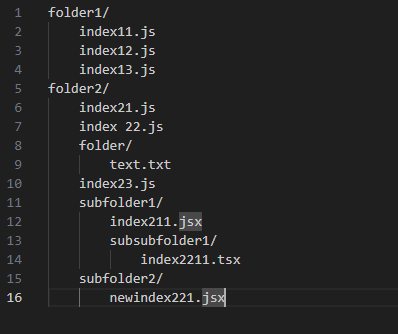 1 folder1/
2     index11.js
3     index12.js
4     index13.js
5 folder2/
6     index21.js
7     index 22.js
8     folder/
9         text.txt
10     index23.js
11     subfolder1/
12         index211.jsx
13         subsubfolder1/
14             index2211.tsx
15     subfolder2/
16         newindex221.jsx